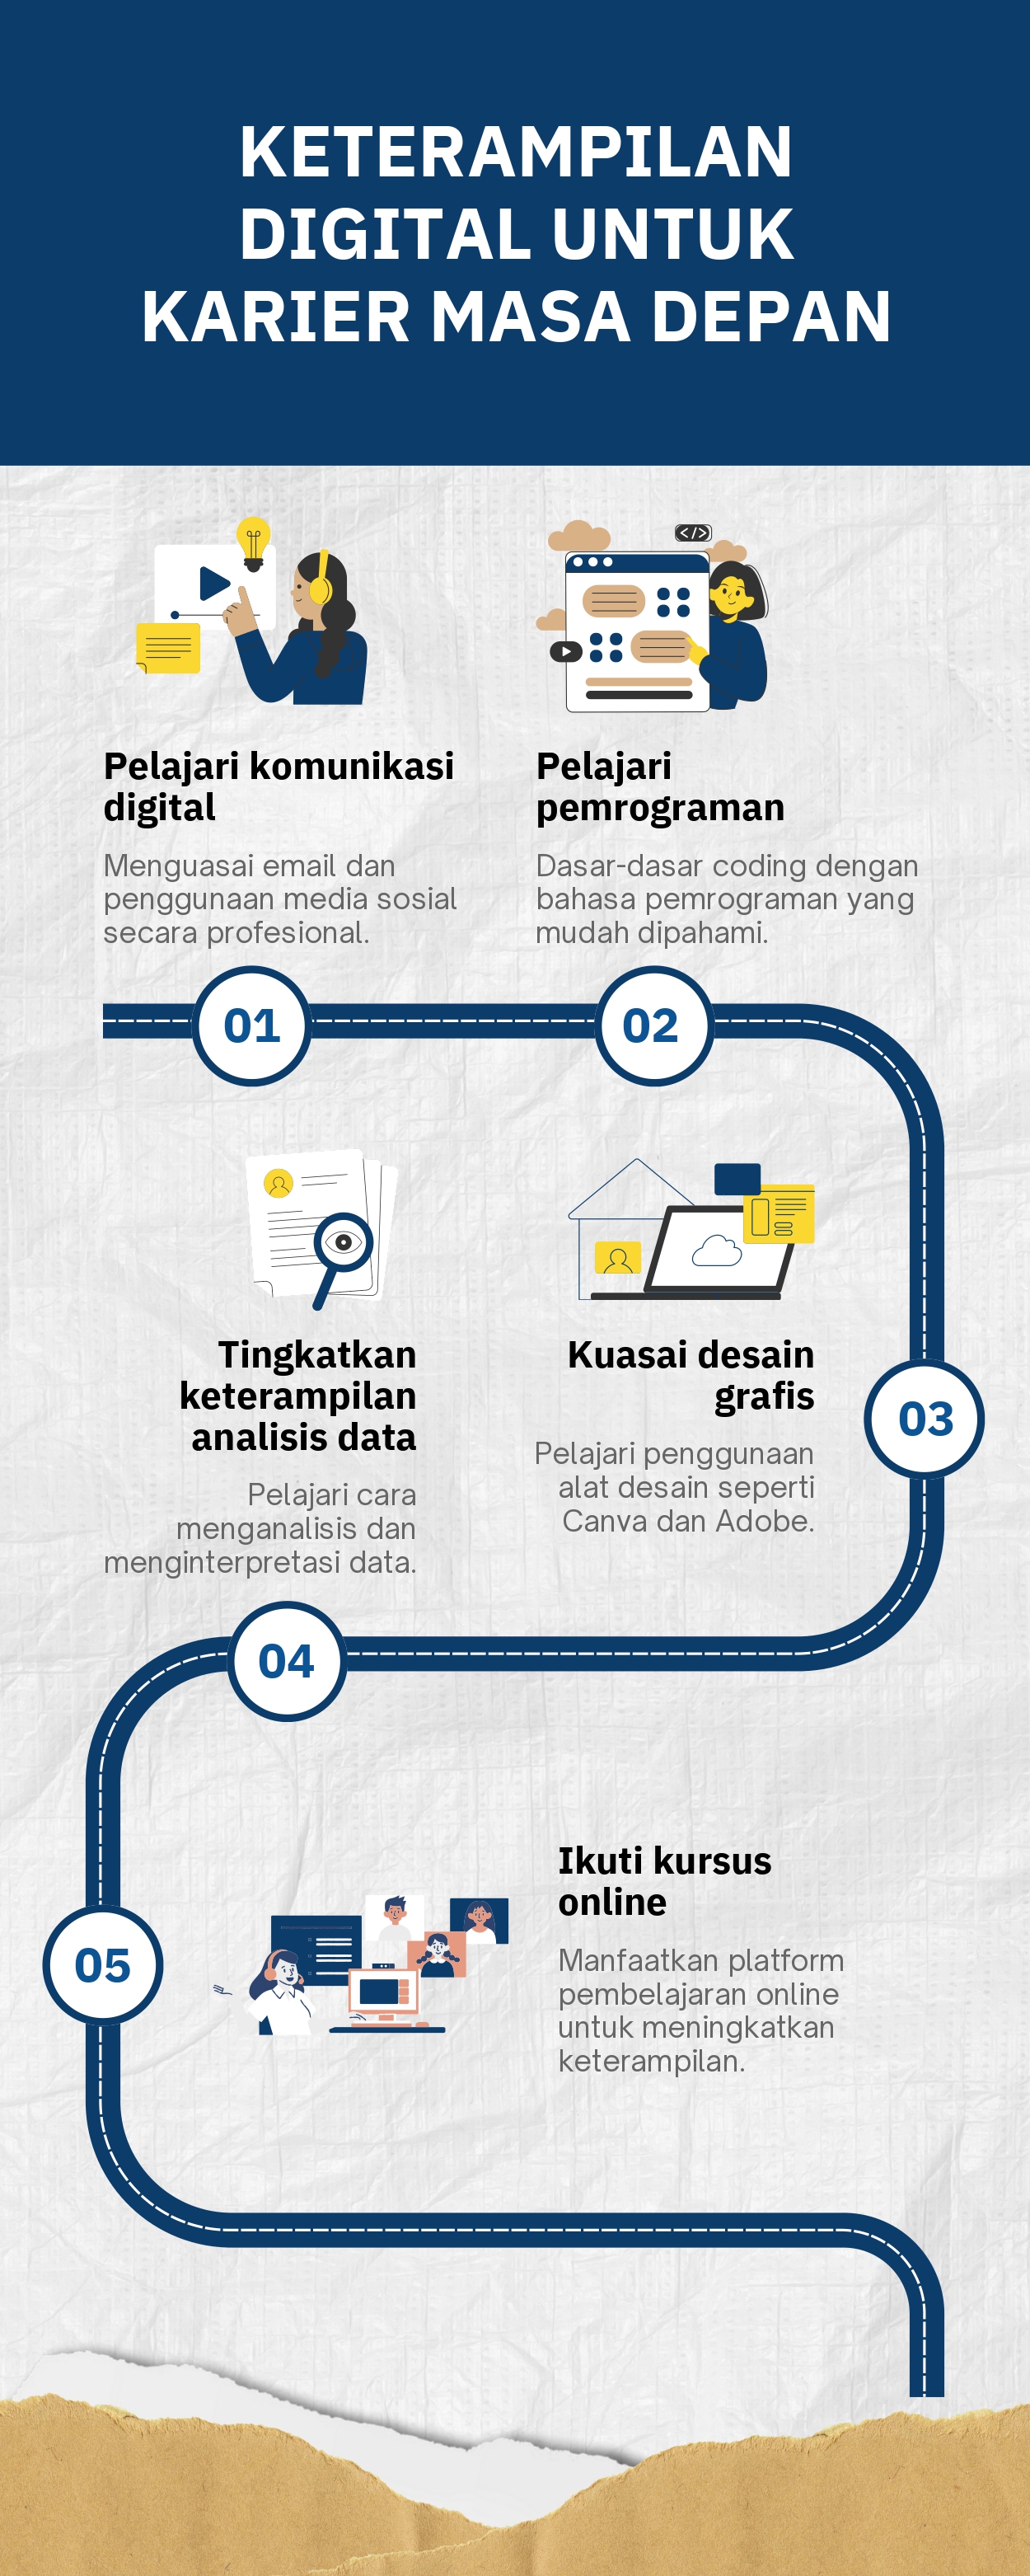 KETERAMPILAN
DIGITAL UNTUK
KARIER MASA DEPAN
</>
Pelajari komunikasi
digital
Menguasai email dan
penggunaan media sosial
secara profesional.
01
Pelajari
pemrograman
Dasar-dasar coding dengan
bahasa pemrograman yang
mudah dipahami.
02
Kuasai desain
grafis
Pelajari penggunaan
alat desain seperti
Canva dan Adobe.
03
Tingkatkan
keterampilan
analisis data
Pelajari cara
menganalisis dan
menginterpretasi data.
04
Ikuti kursus
online
Manfaatkan platform
pembelajaran online
untuk meningkatkan
keterampilan.
05